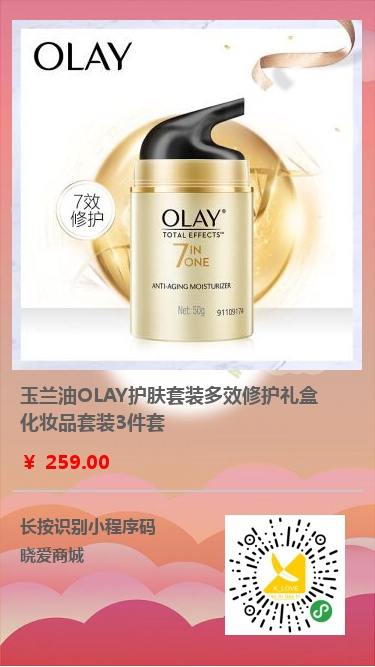 OLAY
7效
修护
OLAY®
TOTAL EFFECTS™
7 IN
ONE
ANTI-AGING MOISTURIZER
Net: 50g
91109174
玉兰油OLAY护肤套装多效修护礼盒
化妆品套装3件套
¥ 259.00
长按识别小程序码
晓爱商城
K_LOVE